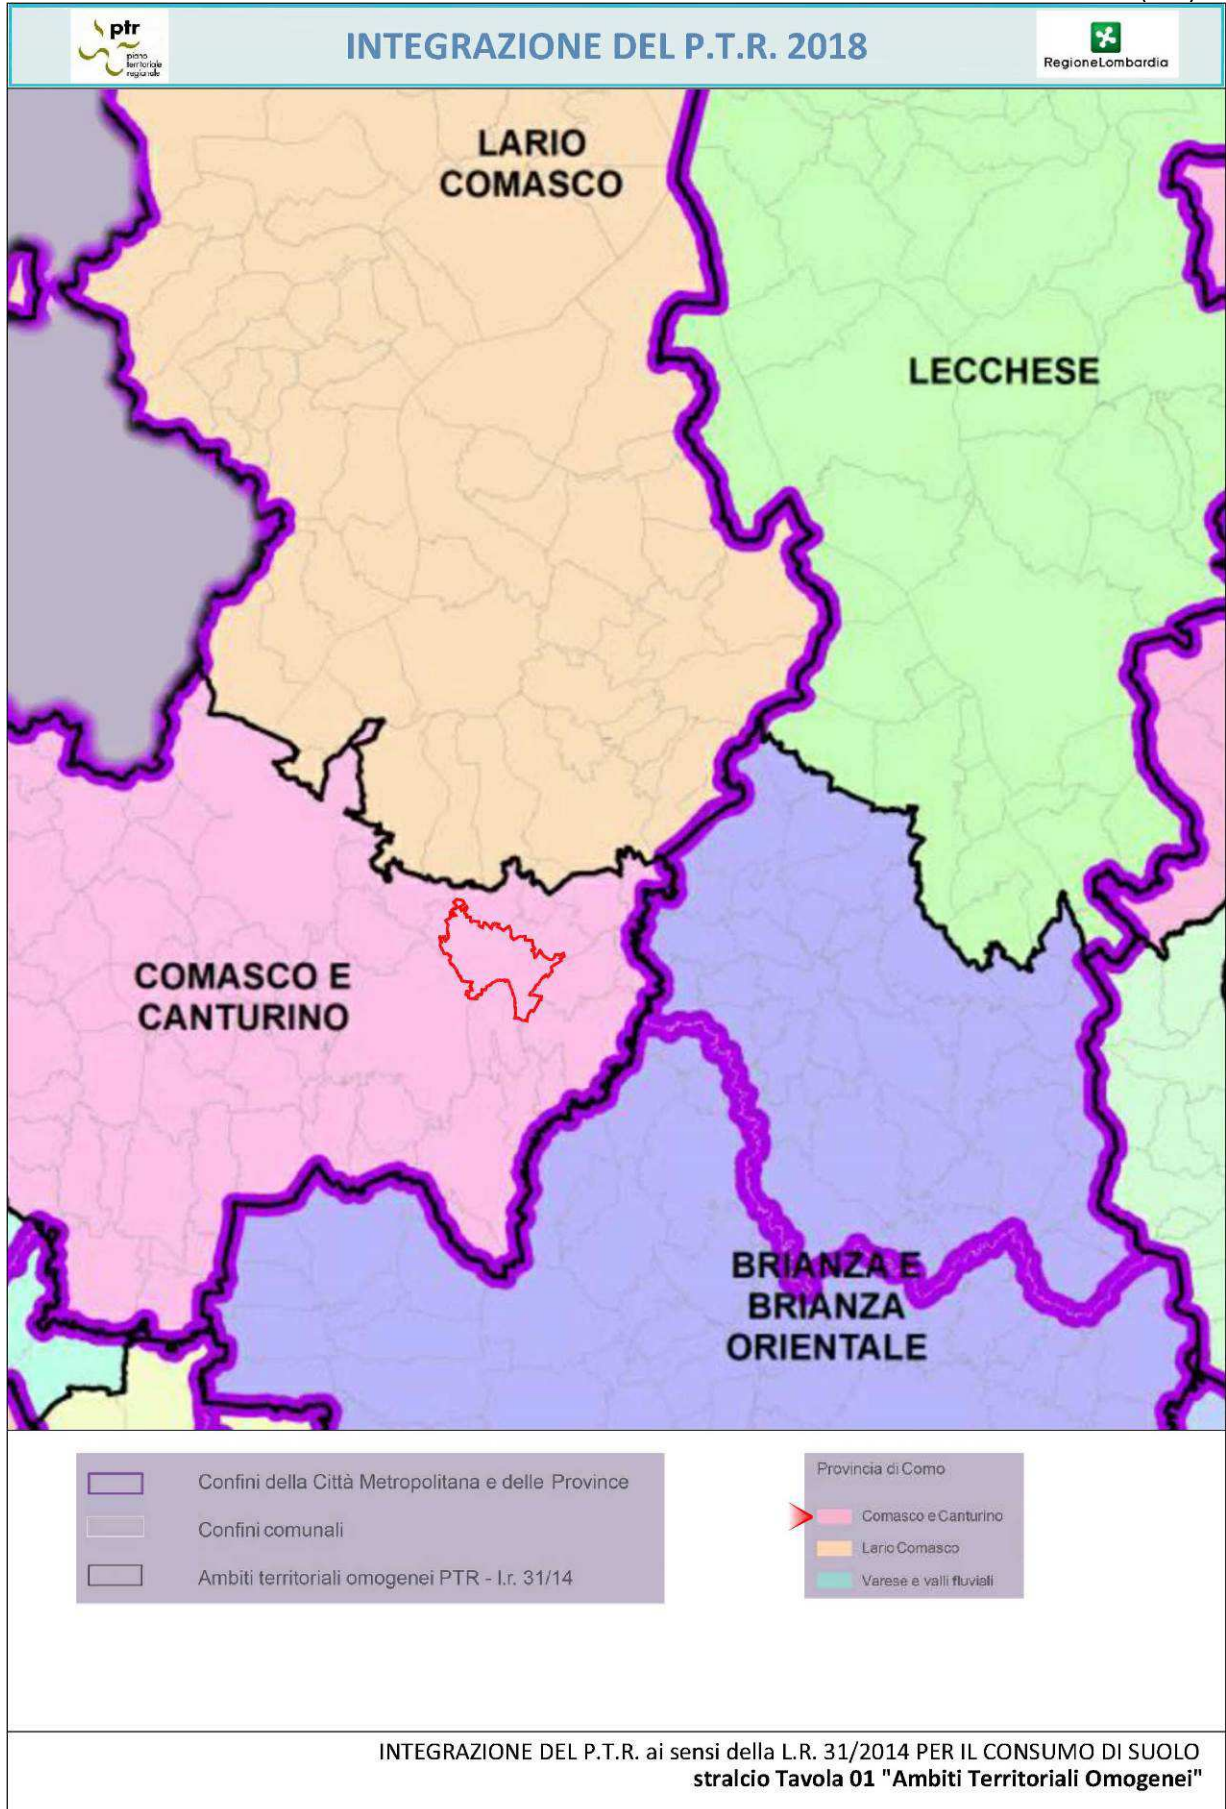 ptr
piano
territoriale
regionale
INTEGRAZIONE DEL P.T.R. 2018
RegioneLombardia
LARIO
COMASCO
LECCHESE
COMASCO E
CANTURINO
BRIANZA E
BRIANZA
ORIENTALE
Confini della Città Metropolitana e delle Province
Confini comunali
Ambiti territoriali omogenei PTR - l.r. 31/14
Provincia di Como
Comasco e Canturino
Lario Comasco
Varese e valli fluviali
INTEGRAZIONE DEL P.T.R. ai sensi della L.R. 31/2014 PER IL CONSUMO DI SUOLO
stralcio Tavola 01 "Ambiti Territoriali Omogenei"